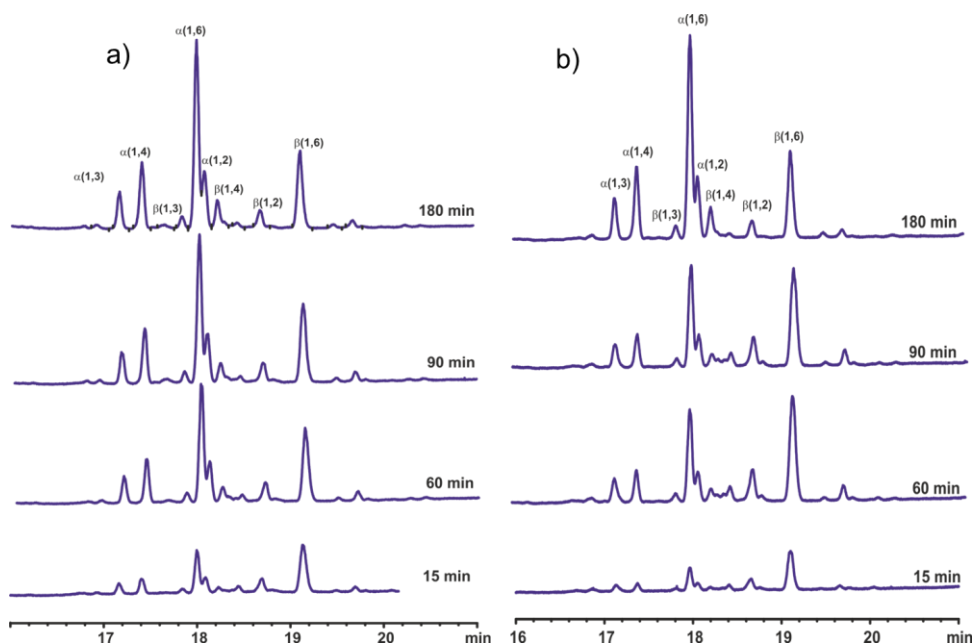 a)
α(1,6)
α(1,4)
α(1,3)
α(1,2)
β(1,6)
β(1,4)
β(1,3)
β(1,2)
180 min
90 min
60 min
15 min
17 18 19 20 min
b)
α(1,6)
α(1,4)
α(1,2)
β(1,6)
α(1,3)
β(1,4)
β(1,3)
β(1,2)
180 min
90 min
60 min
15 min
16 17 18 19 20 min